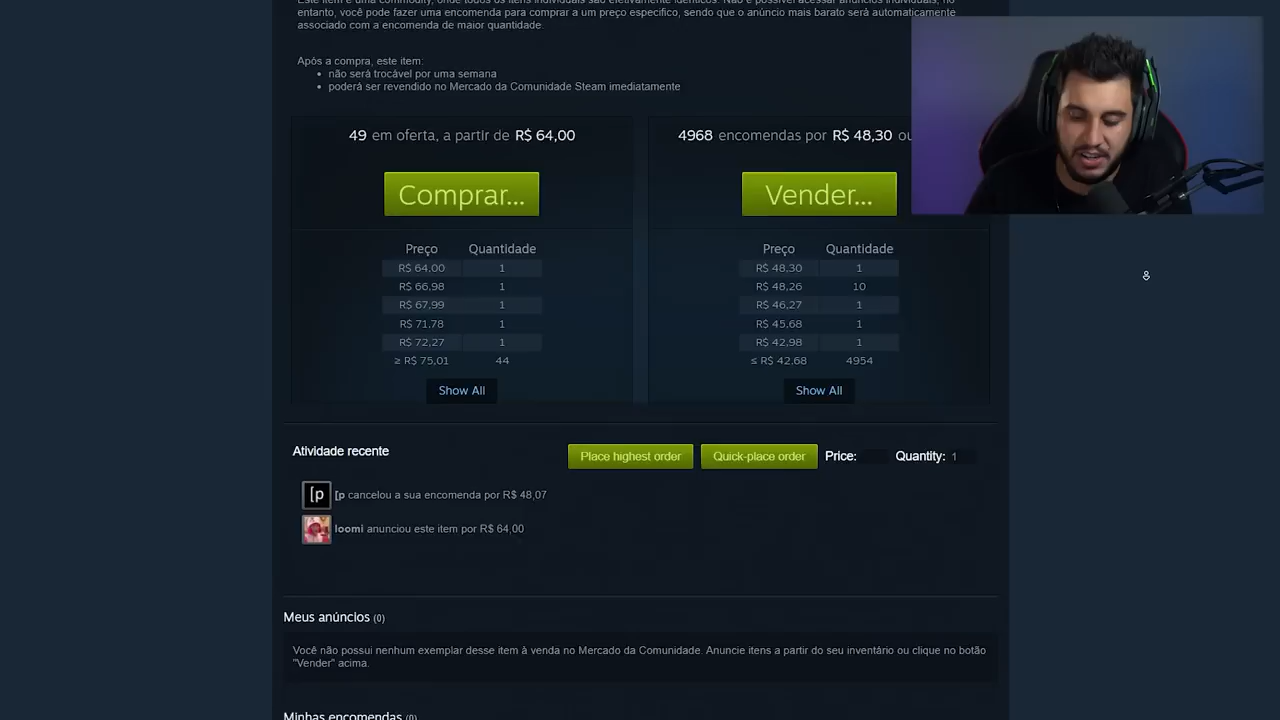 Este item é uma commodity, onde todos os itens individuais são efetivamente idênticos. Não é possível acessar anúncios individuais; no
entanto, você pode fazer uma encomenda para comprar a um preço específico, sendo que o anúncio mais barato será automaticamente
associado com a encomenda de maior quantidade.
Após a compra, este item:
não será trocável por uma semana
poderá ser revendido no Mercado da Comunidade Steam imediatamente
49 em oferta, a partir de R$ 64,00
Comprar...
Preço Quantidade
R$ 64,00 1
R$ 66,98 1
R$ 67,99 1
R$ 71,78 1
R$ 72,27 1
≥ R$ 75,01 44
Show All
4968 encomendas por R$ 48,30 ou
Vender...
Preço Quantidade
R$ 48,30 1
R$ 48,26 10
R$ 46,27 1
R$ 45,68 1
R$ 42,98 1
≤ R$ 42,68 4954
Show All
Atividade recente
Place highest order Quick-place order Price: Quantity: 1
[p [p cancelou a sua encomenda por R$ 48,07
loomi anunciou este item por R$ 64,00
Meus anúncios (0)
Você não possui nenhum exemplar desse item à venda no Mercado da Comunidade. Anuncie itens a partir do seu inventário ou clique no botão
"Vender" acima.
Minhas encomendas (0)